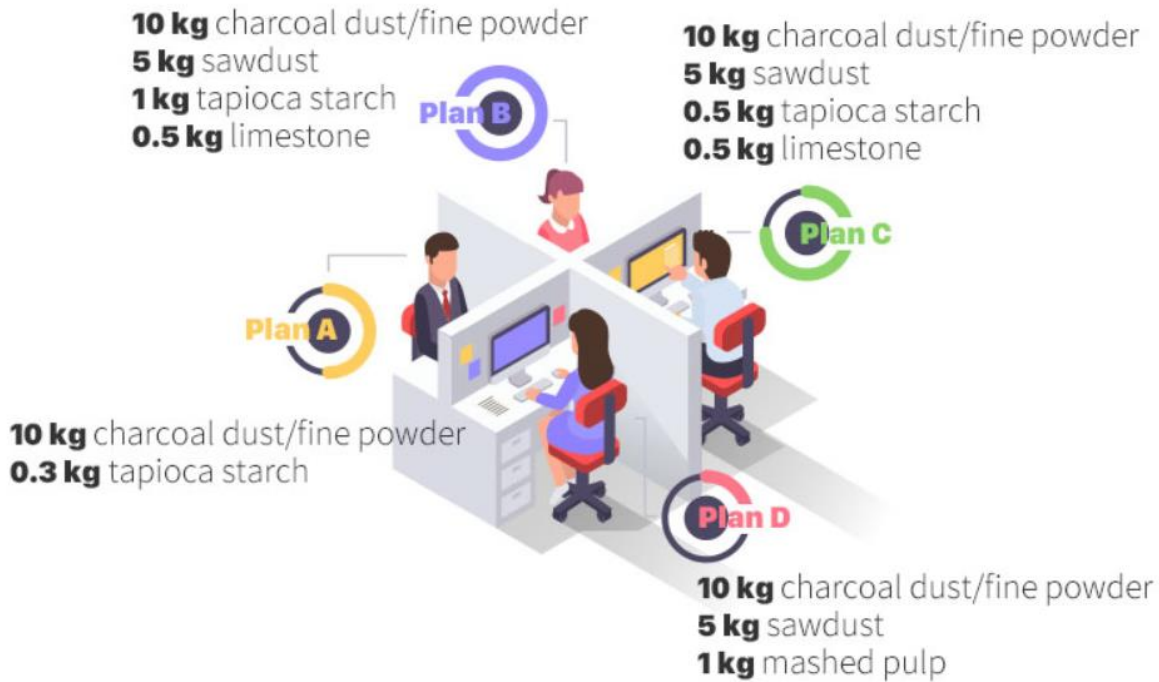 10 kg charcoal dust/fine powder
5 kg sawdust
1 kg tapioca starch
0.5 kg limestone
Plan B
10 kg charcoal dust/fine powder
5 kg sawdust
0.5 kg tapioca starch
0.5 kg limestone
Plan C
Plan A
10 kg charcoal dust/fine powder
0.3 kg tapioca starch
Plan D
10 kg charcoal dust/fine powder
5 kg sawdust
1 kg mashed pulp